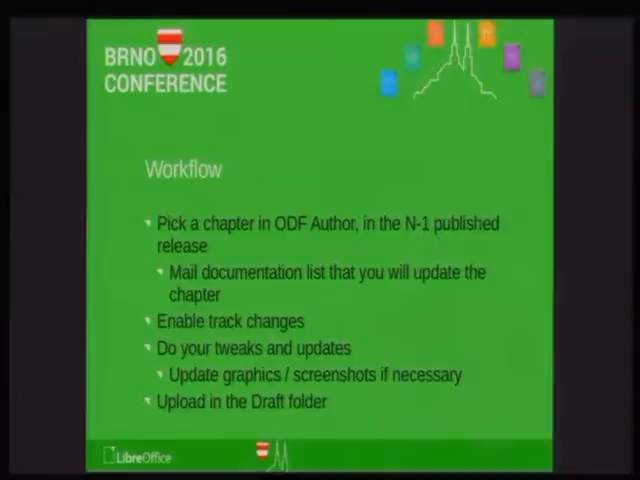 BRNO 2016
CONFERENCE
Workflow
Pick a chapter in ODF Author, in the N-1 published
release
Mail documentation list that you will update the
chapter
Enable track changes
Do your tweaks and updates
Update graphics / screenshots if necessary
Upload in the Draft folder
LibreOffice